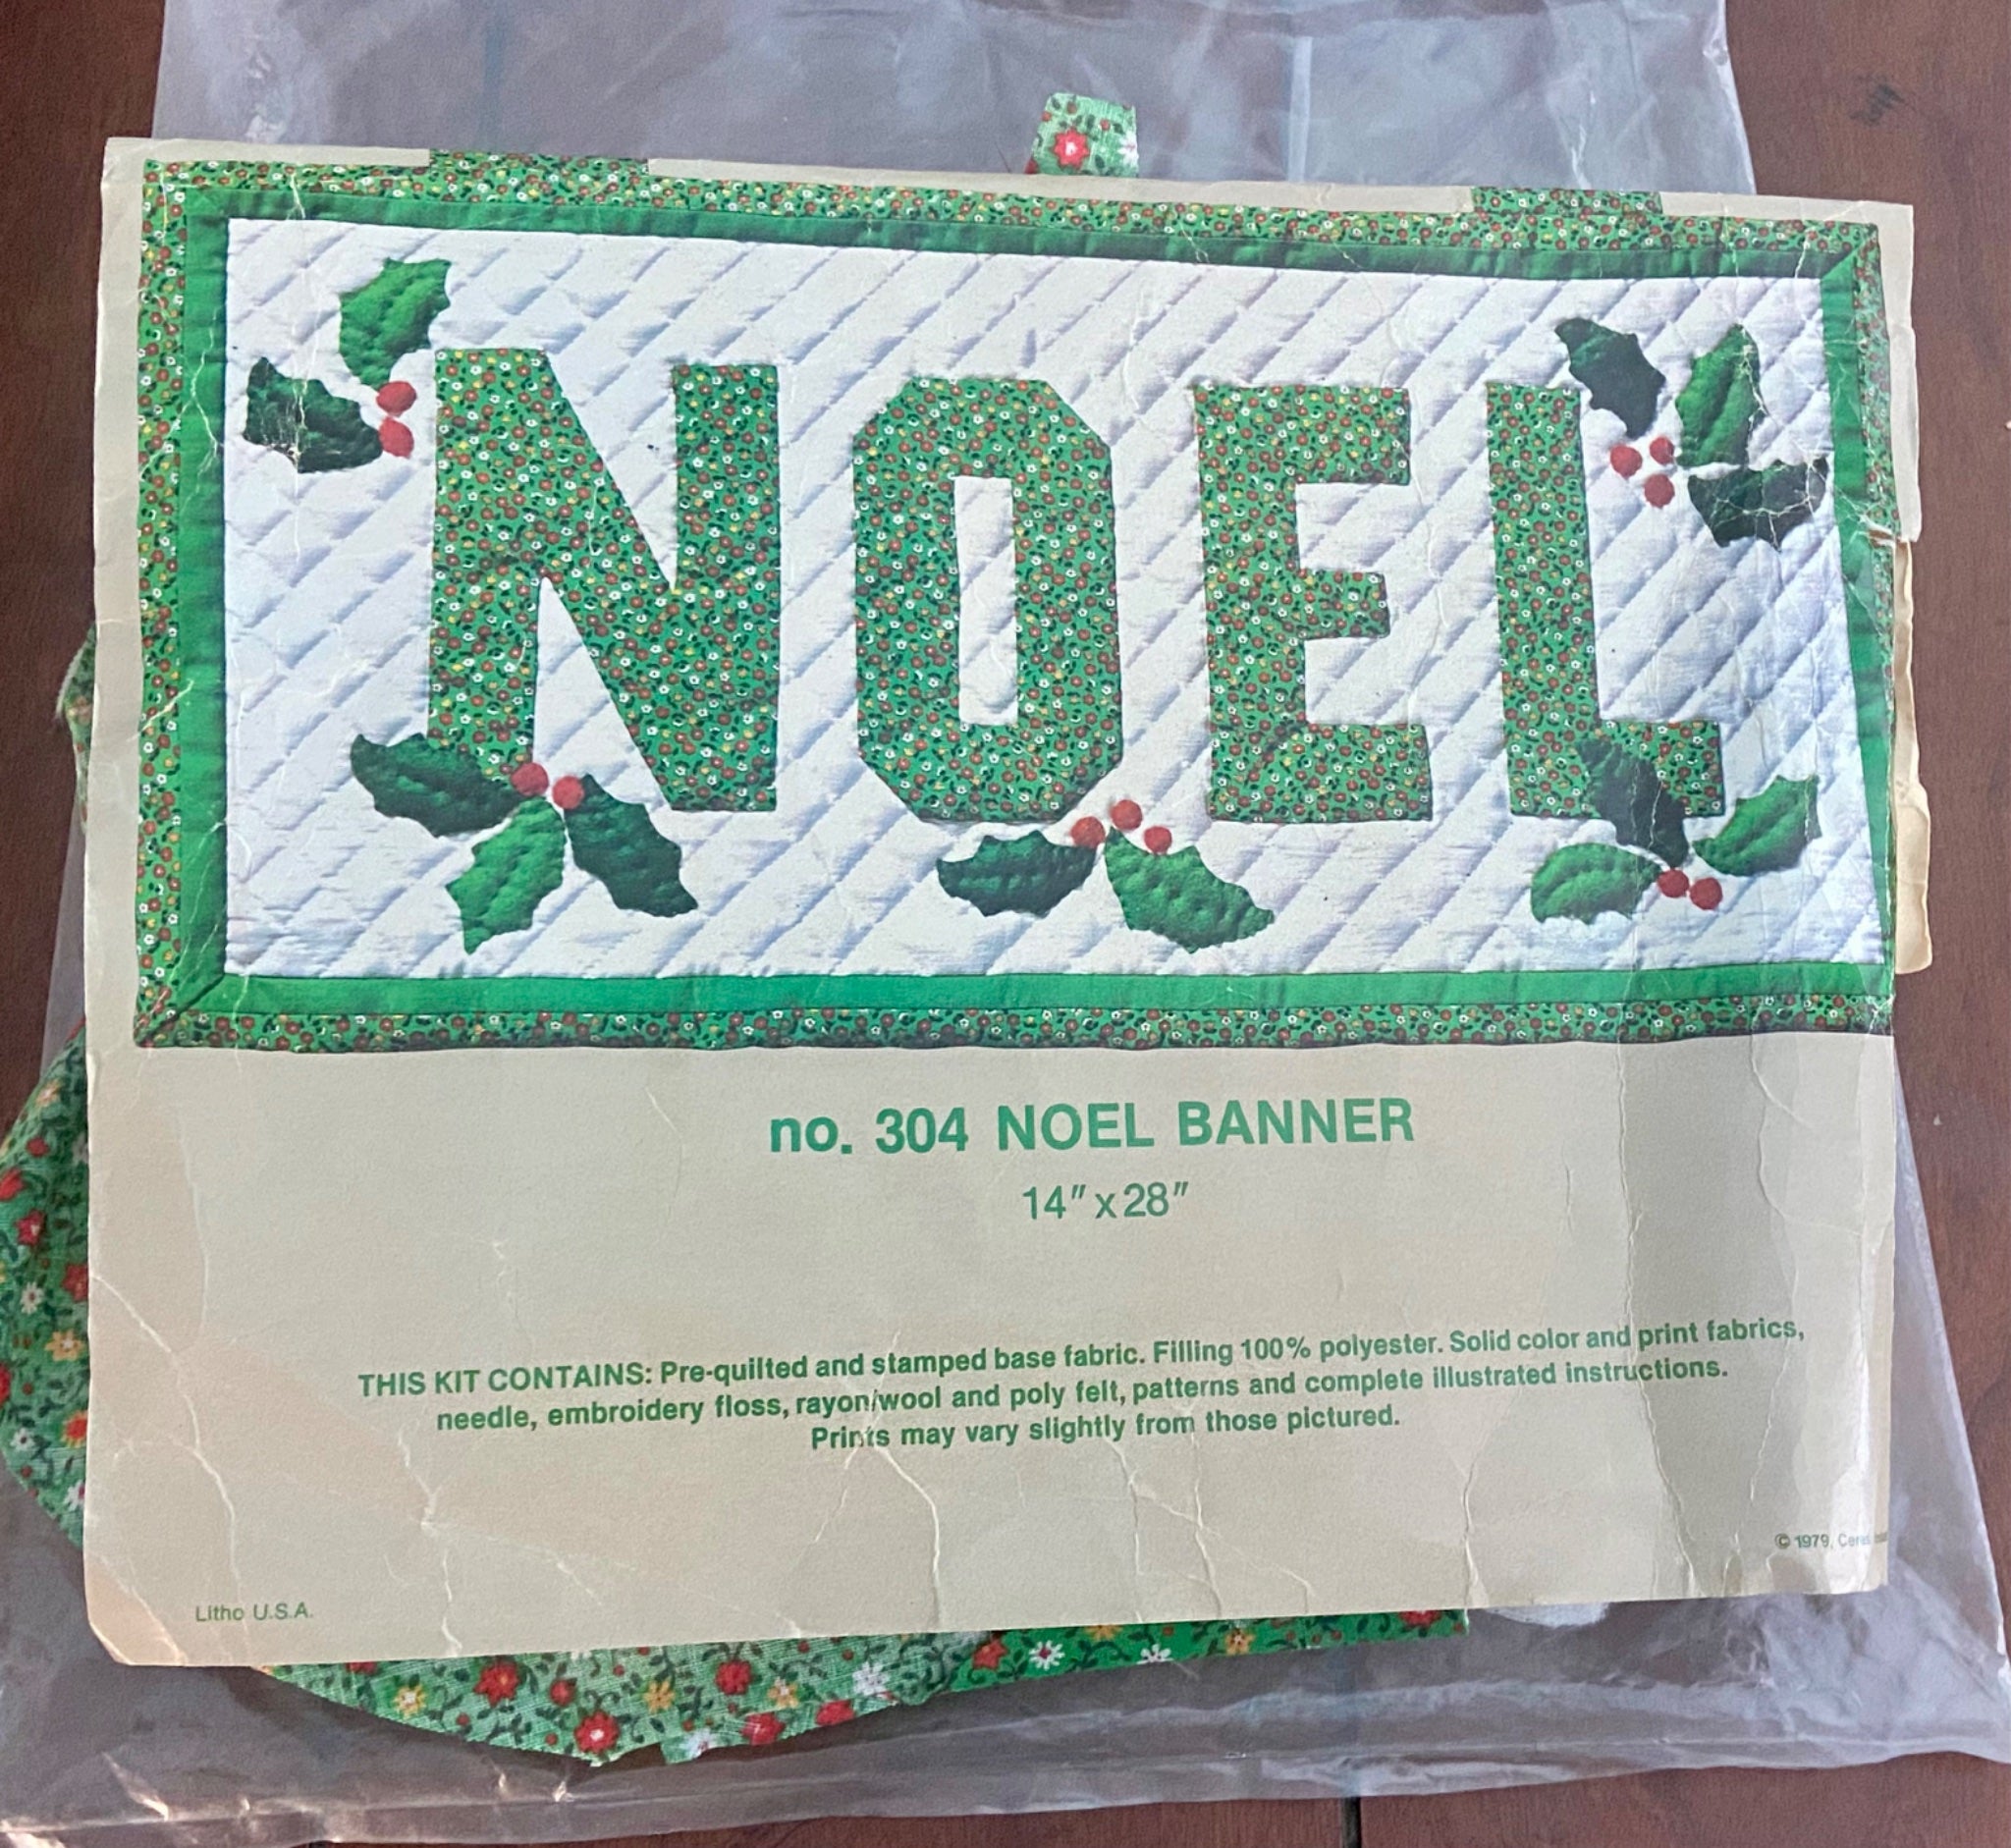 NOEL
no. 304 NOEL BANNER
14" x 28"
THIS KIT CONTAINS: Pre-quilted and stamped base fabric. Filling 100% polyester. Solid color and print fabrics,
needle, embroidery floss, rayon/wool and poly felt, patterns and complete illustrated instructions.
Prints may vary slightly from those pictured.
© 1979,
Litho U.S.A.